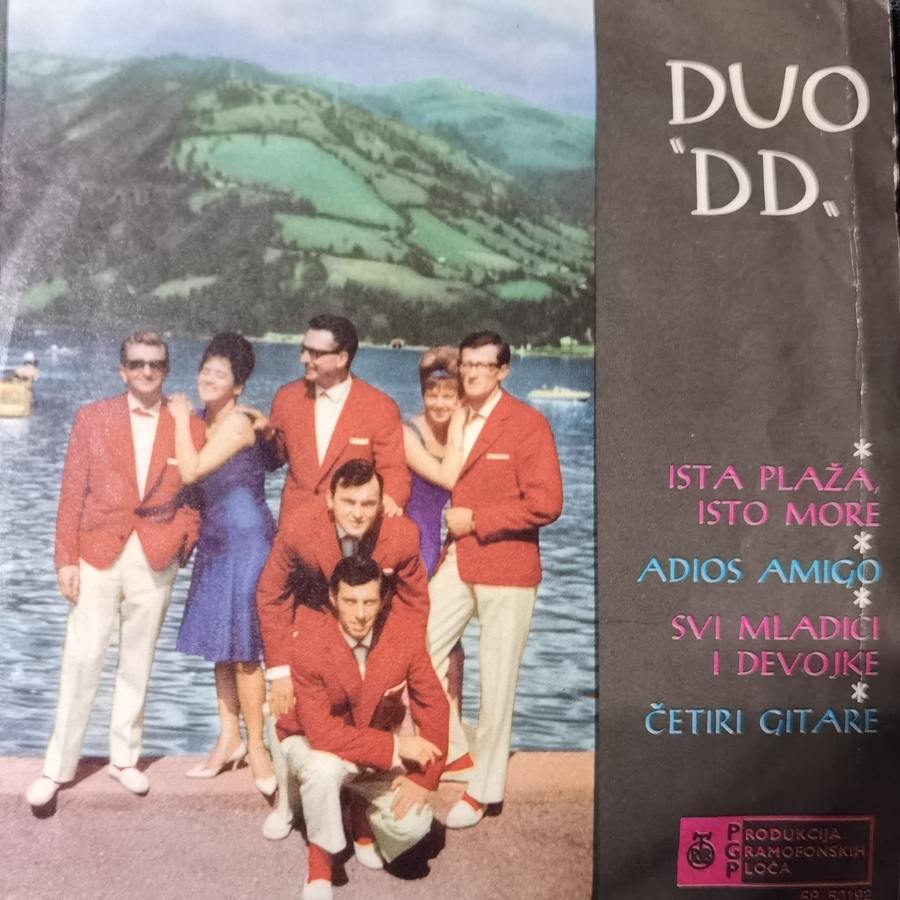 DUO
"DD„
*
ISTA PLAŽA,
ISTO MORE
*
ADIOS AMIGO
*
SVI MLADIĆI
I DEVOJKE
*
ČETIRI GITARE
PRODUKCIJA
GRAMOFONSKIH
PLOČA